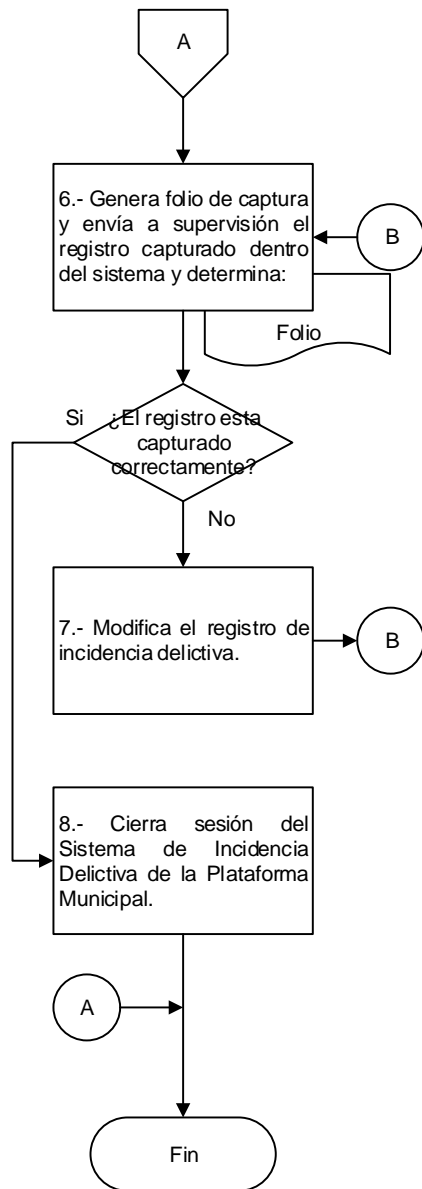 A
6.- Genera folio de captura
y envía a supervisión el
registro capturado dentro
del sistema y determina:
B
Folio
Si
¿El registro esta
capturado
correctamente?
No
7.- Modifica el registro de
incidencia delictiva.
B
8.- Cierra sesión del
Sistema de Incidencia
Delictiva de la Plataforma
Municipal.
A
Fin